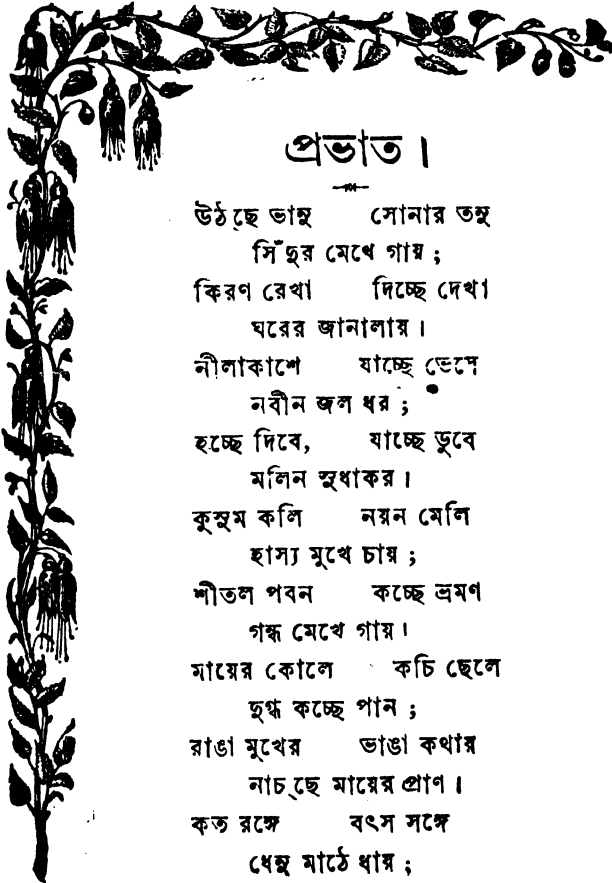 প্রভাত।
উঠ্‌ছে ভানু সোনার তনু
সিঁদুর মেখে গায় ;
কিরণ রেখা দিচ্ছে দেখা
ঘরের জানালায়।
নীলাকাশে যাচ্ছে ভেসে
নবীন জল ধর ;
হচ্ছে দিবে, যাচ্ছে ডুবে
মলিন সুধাকর।
কুসুম কলি নয়ন মেলি
হাস্য মুখে চায় ;
শীতল পবন কচ্ছে ভ্রমণ
গন্ধ মেখে গায়।
মায়ের কোলে কচি ছেলে
দুগ্ধ কচ্ছে পান ;
রাঙা মুখের ভাঙা কথায়
নাচ্‌ছে মায়ের প্রাণ।
কত রঙ্গে বৎস সঙ্গে
ধেনু মাঠে ধায় ;